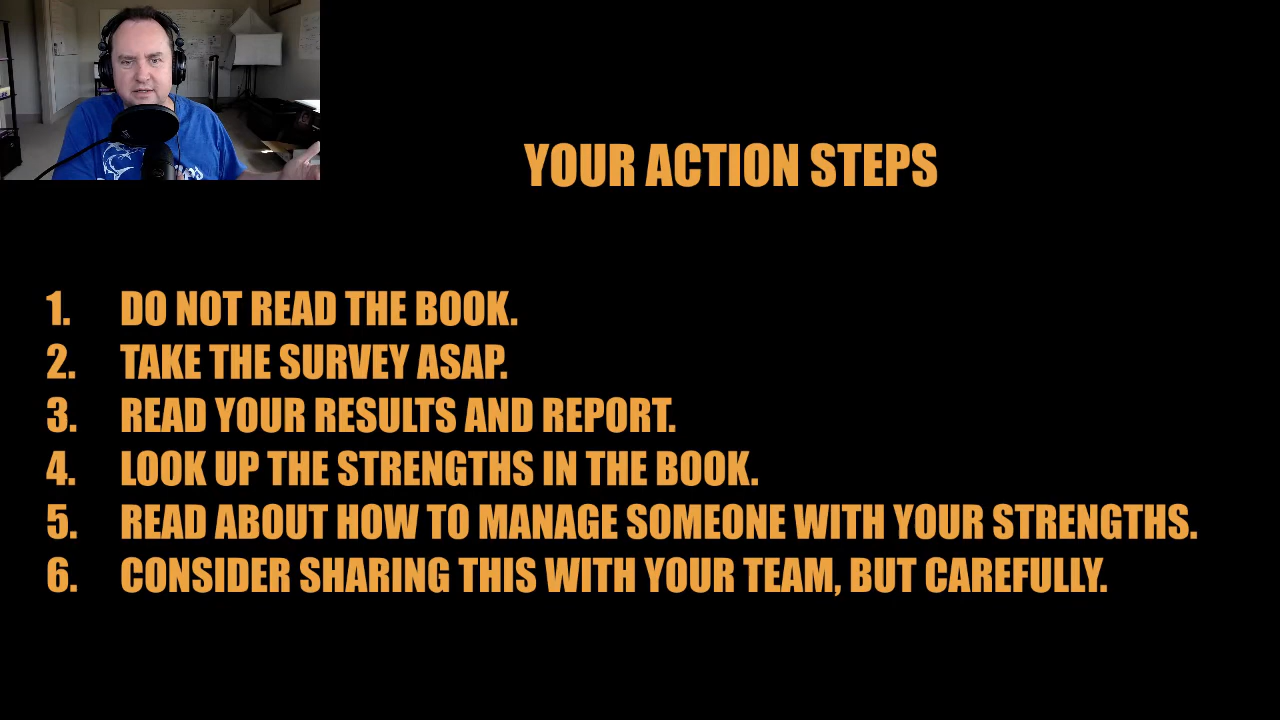 YOUR ACTION STEPS
1. DO NOT READ THE BOOK.
2. TAKE THE SURVEY ASAP.
3. READ YOUR RESULTS AND REPORT.
4. LOOK UP THE STRENGTHS IN THE BOOK.
5. READ ABOUT HOW TO MANAGE SOMEONE WITH YOUR STRENGTHS.
6. CONSIDER SHARING THIS WITH YOUR TEAM, BUT CAREFULLY.